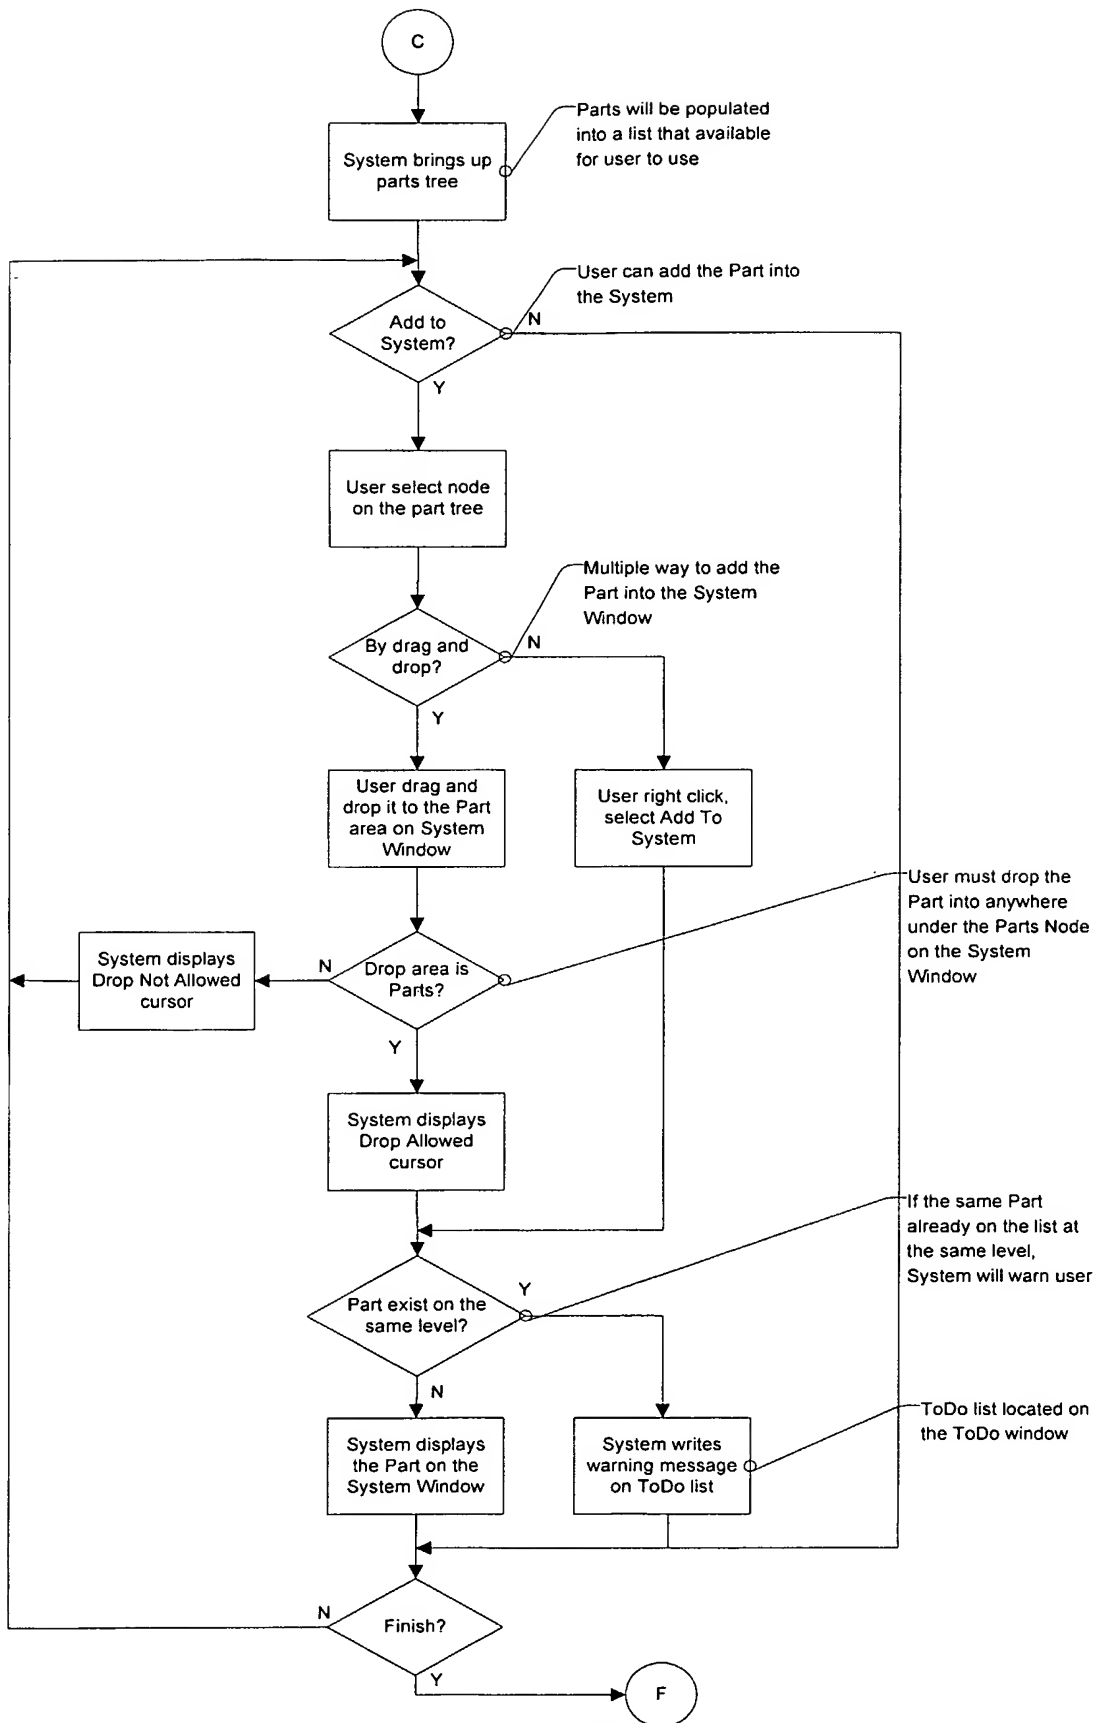 C
Parts will be populated
into a list that available
for user to use
System brings up
parts tree
User can add the Part into
the System
N
Add to
System?
Y
User select node
on the part tree
Multiple way to add the
Part into the System
Window
N
By drag and
drop?
Y
User drag and
drop it to the Part
area on System
Window
User right click,
select Add To
System
User must drop the
Part into anywhere
under the Parts Node
on the System
Window
System displays
Drop Not Allowed
cursor
N
Drop area is
Parts?
Y
System displays
Drop Allowed
cursor
If the same Part
already on the list at
the same level,
System will warn user
Y
Part exist on the
same level?
N
ToDo list located on
the ToDo window
System displays
the Part on the
System Window
System writes
warning message
on ToDo list
N
Finish?
Y
F